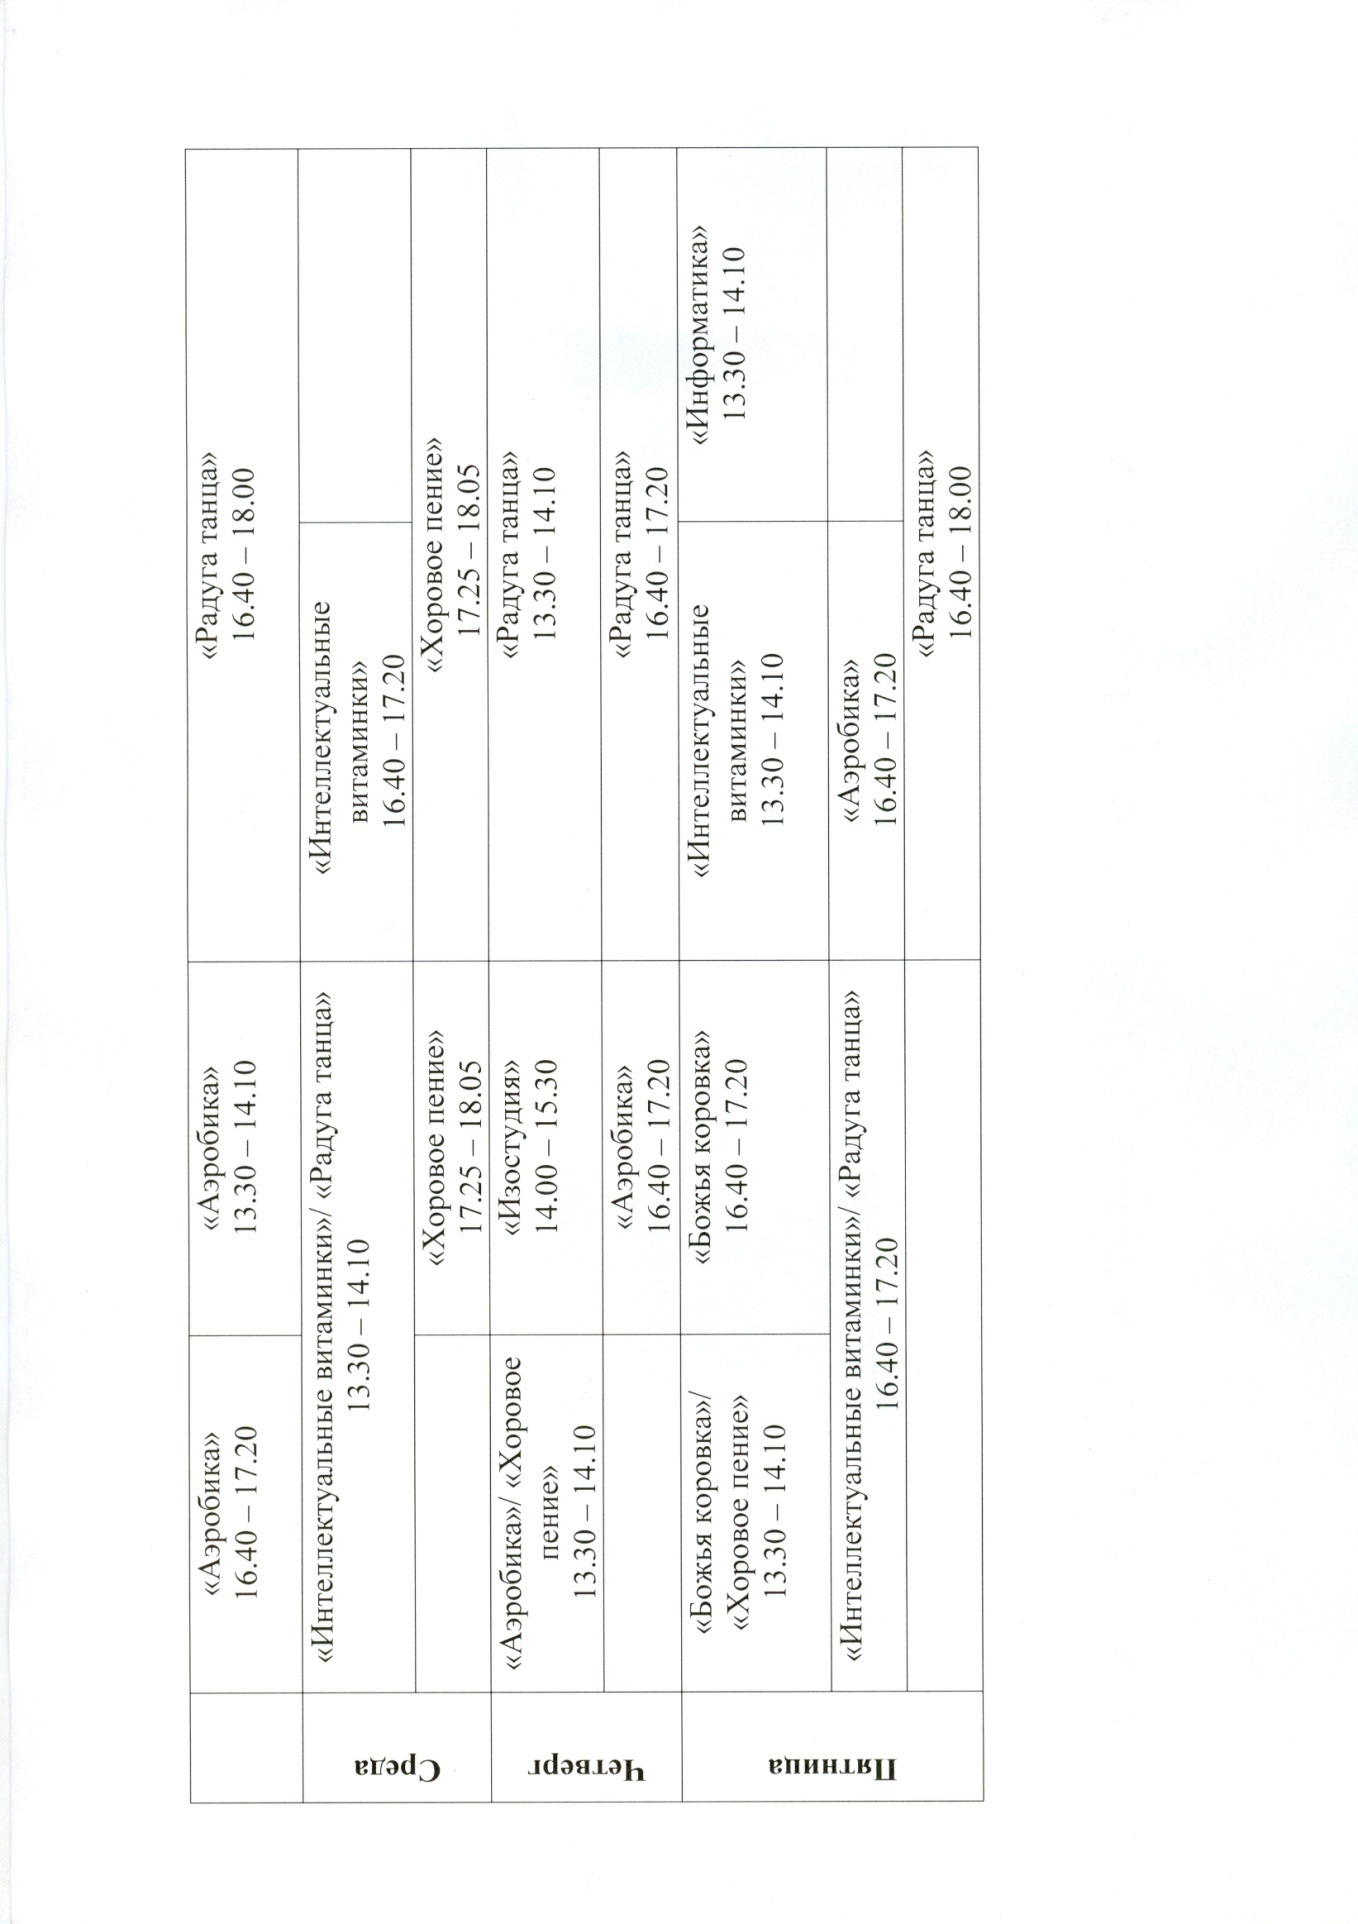 «Аэробика»
16.40 – 17.20
«Аэробика»
13.30 – 14.10
«Радуга танца»
16.40 – 18.00
Среда
«Интеллектуальные витаминки»/ «Радуга танца»
13.30 – 14.10
«Интеллектуальные
витаминки»
16.40 – 17.20
«Хоровое пение»
17.25 – 18.05
«Хоровое пение»
17.25 – 18.05
Четверг
«Аэробика»/ «Хоровое
пение»
13.30 – 14.10
«Изостудия»
14.00 – 15.30
«Радуга танца»
13.30 – 14.10
«Аэробика»
16.40 – 17.20
«Радуга танца»
16.40 – 17.20
Пятница
«Божья коровка»/
«Хоровое пение»
13.30 – 14.10
«Божья коровка»
16.40 – 17.20
«Интеллектуальные
витаминки»
13.30 – 14.10
«Информатика»
13.30 – 14.10
«Интеллектуальные витаминки»/ «Радуга танца»
16.40 – 17.20
«Аэробика»
16.40 – 17.20
«Радуга танца»
16.40 – 18.00